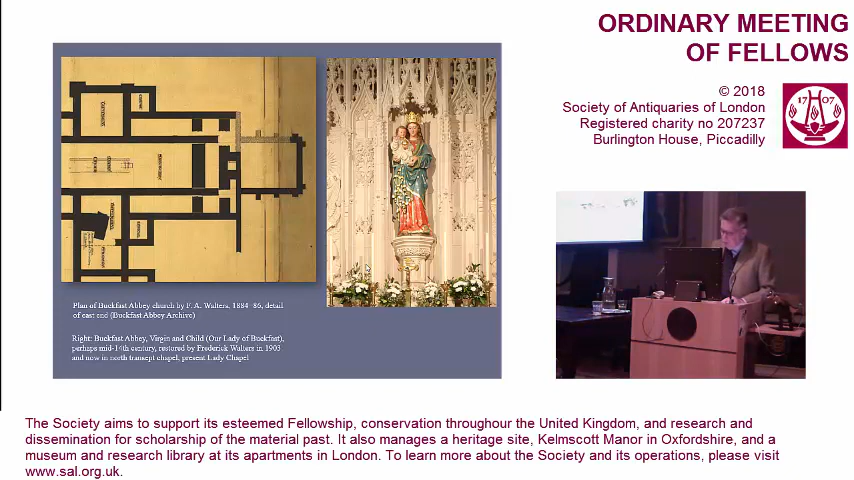 ORDINARY MEETING
OF FELLOWS
© 2018
Society of Antiquaries of London
Registered charity no 207237
Burlington House, Piccadilly
17 07
Plan of Buckfast Abbey church by F. A. Walters, 1884–86, detail
of east end (Buckfast Abbey Archive)
Right: Buckfast Abbey, Virgin and Child (Our Lady of Buckfast),
perhaps mid-14th century, restored by Frederick Walters in 1903
and now in north transept chapel, present Lady Chapel
The Society aims to support its esteemed Fellowship, conservation throughour the United Kingdom, and research and
dissemination for scholarship of the material past. It also manages a heritage site, Kelmscott Manor in Oxfordshire, and a
museum and research library at its apartments in London. To learn more about the Society and its operations, please visit
www.sal.org.uk.